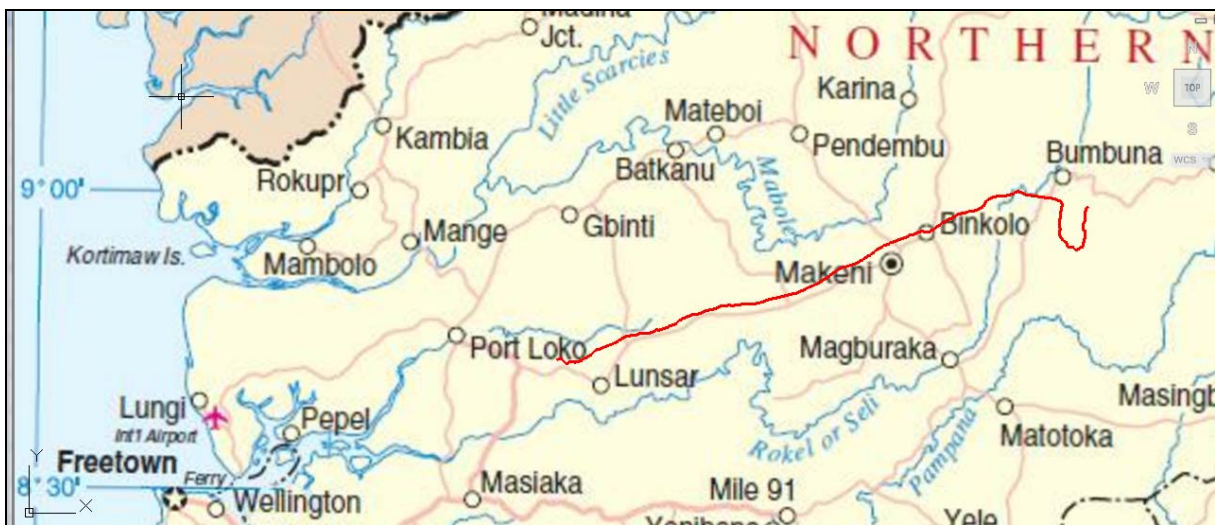 Jct.
NORTHERN
N
Little Scarcies
Karina
W
TOP
Mateboi
Kambia
Pendembu
S
Batkanu
Bumbuna
WCS
Rokupr
Mabole
9°00'
Gbinti
Binkolo
Mange
Kortimaw Is.
Mambolo
Makeni
Port Loko
Magburaka
Lunsar
Lungi
Int'l Airport
Pepel
Masingb
Rokel or Seli
Pampana
Matotoka
Y
Freetown
Ferry
8°30'
X
Wellington
Masiaka
Mile 91
Yele